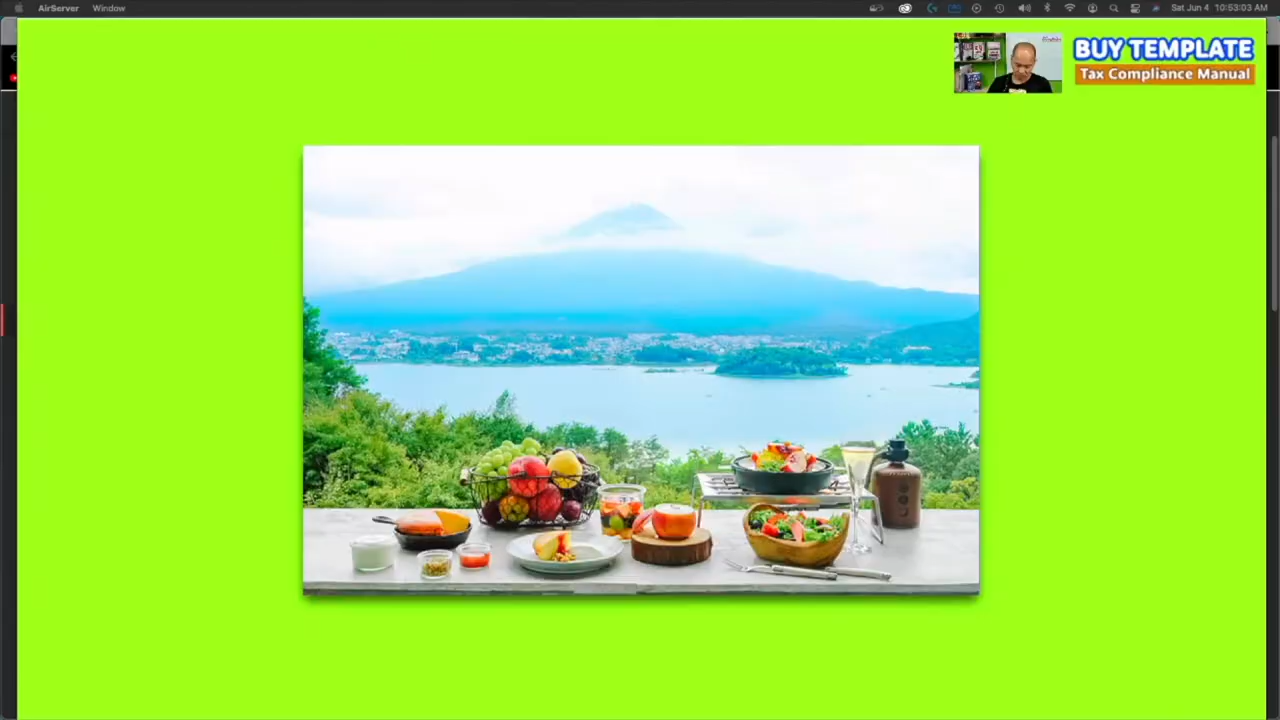 AirServer Window Sat Jun 4 10:53:03 AM
BUY TEMPLATE
Tax Compliance Manual